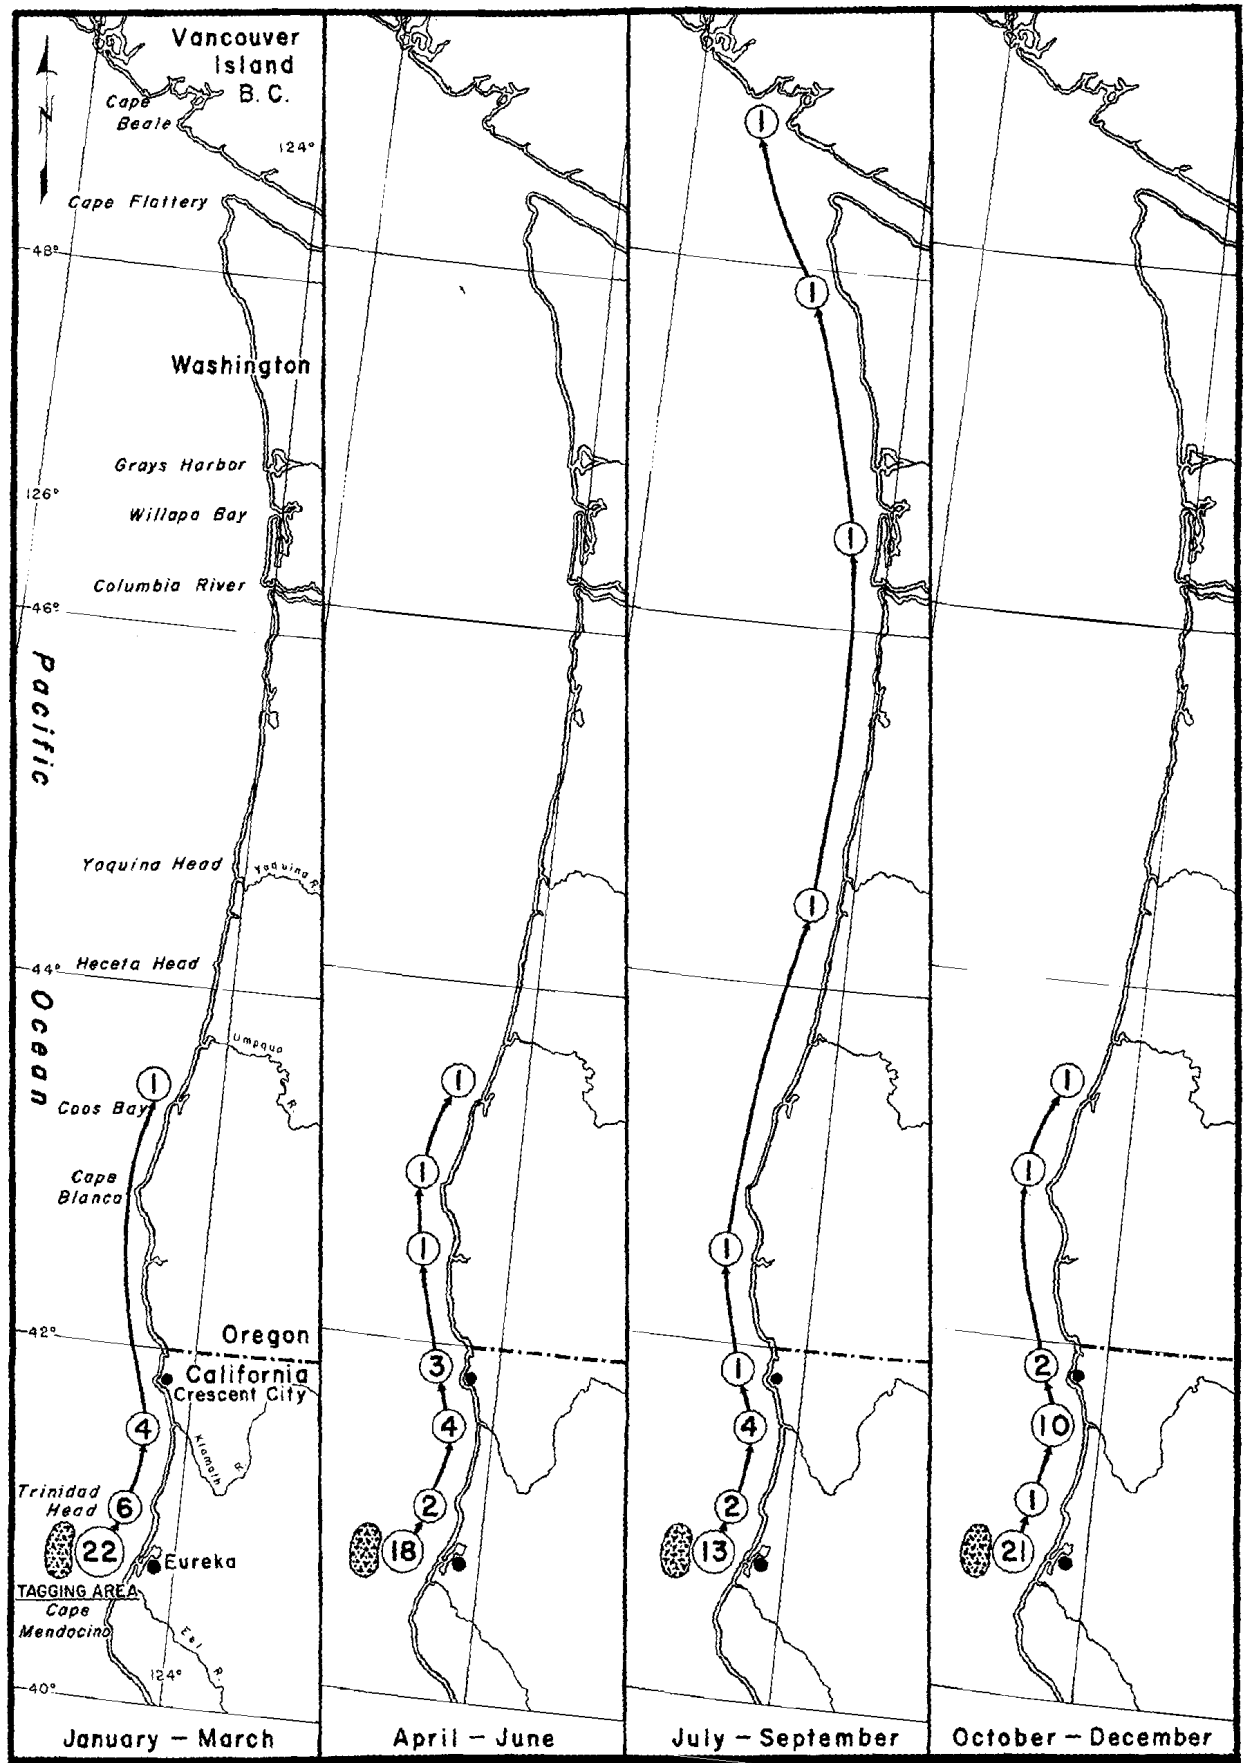 Vancouver
Island
B. C.
N
Cape
Beale
124°
Cape Flattery
48°
Washington
Grays Harbor
126°
Willapa Bay
Columbia River
46°
Pacific
Yaquina Head
Yaquina R.
44°
Heceta Head
Ocean
Umpqua
R.
1
Coos Bay
Cape
Blanca
42°
Oregon
California
Crescent City
4
Klamath R.
Trinidad
Head
6
22
Eureka
TAGGING AREA
Cape
Mendocino
Eel R.
124°
40°
January – March
1
1
1
3
4
2
18
April – June
1
1
1
1
1
1
4
2
13
July – September
1
1
2
10
1
21
October – December